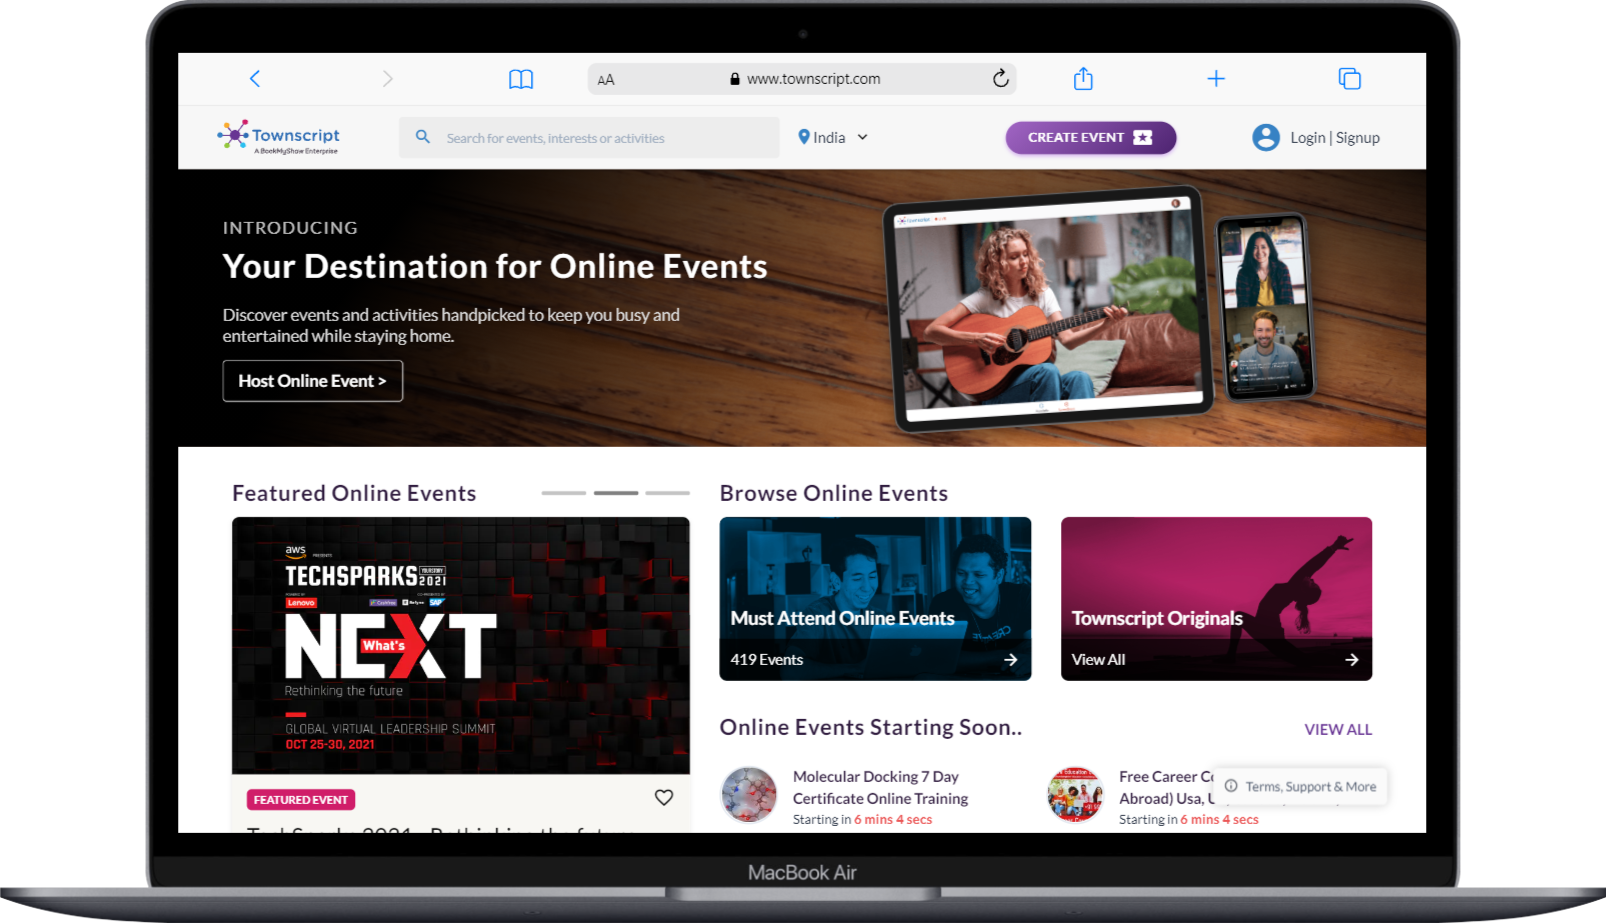 AA
www.townscript.com
Townscript
A BookMyShow Enterprise
Search for events, interests or activities
India
CREATE EVENT
Login | Signup
INTRODUCING
Your Destination for Online Events
Discover events and activities handpicked to keep you busy and
entertained while staying home.
Host Online Event >
Featured Online Events
aws
PRESENTS
TECHSPARKS YOURSTORY 2021
Lenovo
SAP
NEXT
What's
Rethinking the future
GLOBAL VIRTUAL LEADERSHIP SUMMIT
OCT 25-30, 2021
FEATURED EVENT
Browse Online Events
Must Attend Online Events
419 Events
Townscript Originals
View All
Online Events Starting Soon..
VIEW ALL
Molecular Docking 7 Day
Certificate Online Training
Starting in 6 mins 4 secs
Free Career
Abroad) Usa,
Starting in 6 mins 4 secs
Terms, Support & More
MacBook Air